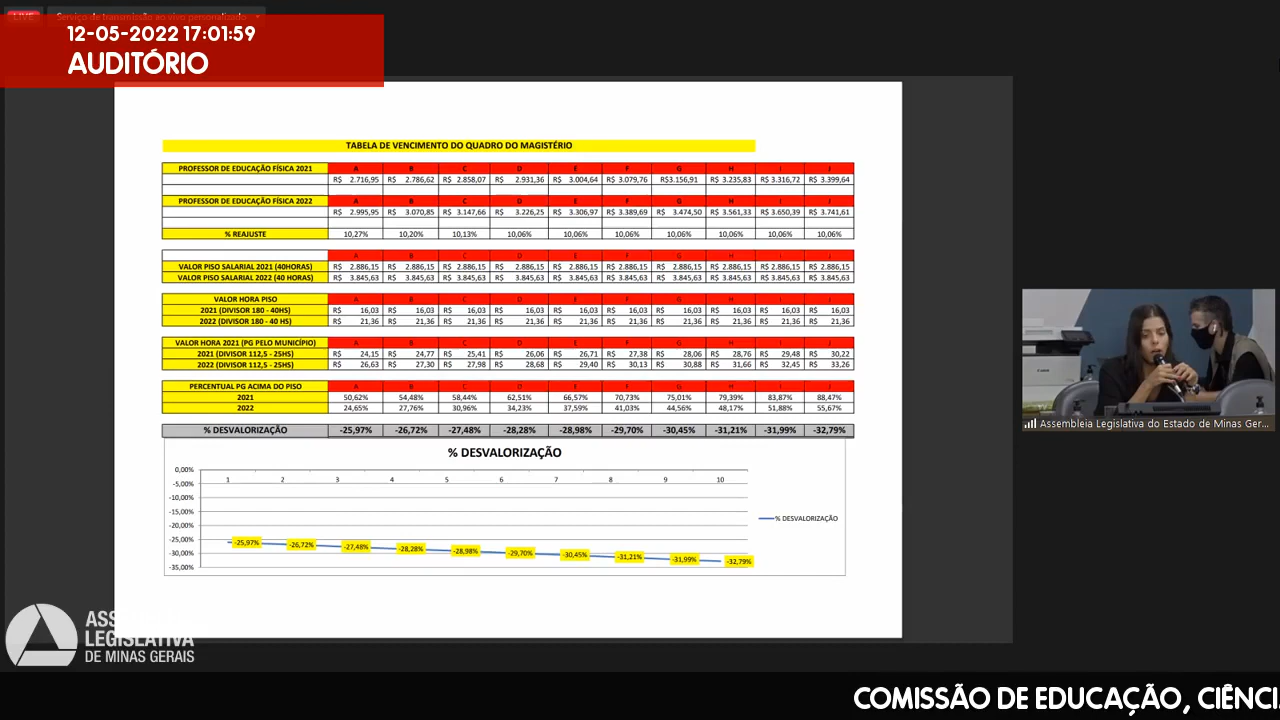 LIVE Serviço de transmissão ao vivo personalizado
12-05-2022 17:01:59
AUDITÓRIO
TABELA DE VENCIMENTO DO QUADRO DO MAGISTÉRIO
PROFESSOR DE EDUCAÇÃO FÍSICA 2021 A B C D E F G H I J
R$ 2.716,95 R$ 2.786,62 R$ 2.858,07 R$ 2.931,36 R$ 3.004,64 R$ 3.079,76 R$3.156,91 R$ 3.235,83 R$ 3.316,72 R$ 3.399,64
PROFESSOR DE EDUCAÇÃO FÍSICA 2022 A B C D E F G H I J
R$ 2.995,95 R$ 3.070,85 R$ 3.147,66 R$ 3.226,25 R$ 3.306,97 R$ 3.389,69 R$ 3.474,50 R$ 3.561,33 R$ 3.650,39 R$ 3.741,61
% REAJUSTE 10,27% 10,20% 10,13% 10,06% 10,06% 10,06% 10,06% 10,06% 10,06% 10,06%
A B C D E F G H I J
VALOR PISO SALARIAL 2021 (40HORAS) R$ 2.886,15 R$ 2.886,15 R$ 2.886,15 R$ 2.886,15 R$ 2.886,15 R$ 2.886,15 R$ 2.886,15 R$ 2.886,15 R$ 2.886,15 R$ 2.886,15
VALOR PISO SALARIAL 2022 (40 HORAS) R$ 3.845,63 R$ 3.845,63 R$ 3.845,63 R$ 3.845,63 R$ 3.845,63 R$ 3.845,63 R$ 3.845,63 R$ 3.845,63 R$ 3.845,63 R$ 3.845,63
VALOR HORA PISO A B C D E F G H I J
2021 (DIVISOR 180 - 40HS) R$ 16,03 R$ 16,03 R$ 16,03 R$ 16,03 R$ 16,03 R$ 16,03 R$ 16,03 R$ 16,03 R$ 16,03 R$ 16,03
2022 (DIVISOR 180 - 40 HS) R$ 21,36 R$ 21,36 R$ 21,36 R$ 21,36 R$ 21,36 R$ 21,36 R$ 21,36 R$ 21,36 R$ 21,36 R$ 21,36
VALOR HORA 2021 (PG PELO MUNICÍPIO) A B C D E F G H I J
2021 (DIVISOR 112,5 - 25HS) R$ 24,15 R$ 24,77 R$ 25,41 R$ 26,06 R$ 26,71 R$ 27,38 R$ 28,06 R$ 28,76 R$ 29,48 R$ 30,22
2022 (DIVISOR 112,5 - 25HS) R$ 26,63 R$ 27,30 R$ 27,98 R$ 28,68 R$ 29,40 R$ 30,13 R$ 30,88 R$ 31,66 R$ 32,45 R$ 33,26
PERCENTUAL PG ACIMA DO PISO A B C D E F G H I J
2021 50,62% 54,48% 58,44% 62,51% 66,57% 70,73% 75,01% 79,39% 83,87% 88,47%
2022 24,65% 27,76% 30,96% 34,23% 37,59% 41,03% 44,56% 48,17% 51,88% 55,67%
% DESVALORIZAÇÃO -25,97% -26,72% -27,48% -28,28% -28,98% -29,70% -30,45% -31,21% -31,99% -32,79%
% DESVALORIZAÇÃO
0,00%
1 2 3 4 5 6 7 8 9 10
-5,00%
-10,00%
-15,00%
-20,00%
-25,00%
-30,00%
-35,00%
-25,97% -26,72% -27,48% -28,28% -28,98% -29,70% -30,45% -31,21% -31,99% -32,79%
% DESVALORIZAÇÃO
Assembleia Legislativa do Estado de Minas Ger...
LEGISLATIVA
DE MINAS GERAIS
COMISSÃO DE EDUCAÇÃO, CIÊNCI